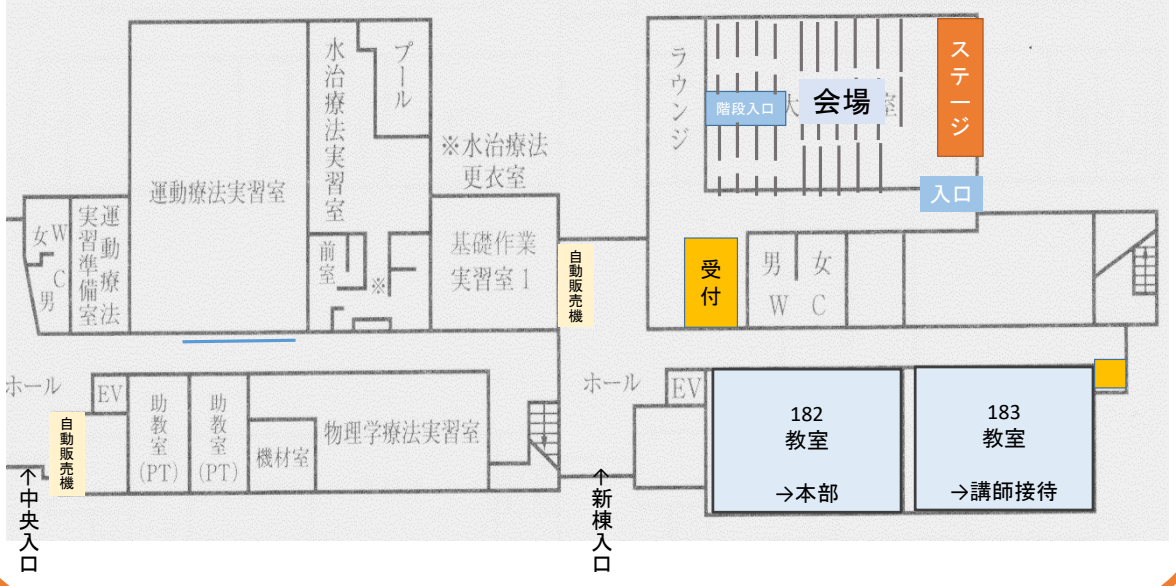 水治療法実習室
プール
ラウンジ
ステージ
階段入口
大
会場
室
※水治療法
更衣室
運動療法実習室
入口
女
W
C
男
運動療法
実習準備室
前室
※
基礎作業
実習室1
自動販売機
受付
男
女
W
C
ホール
EV
助教室
(PT)
助教室
(PT)
機材室
物理学療法実習室
自動販売機
ホール
EV
182
教室
→本部
183
教室
→講師接待
↑中央入口
↑新棟入口